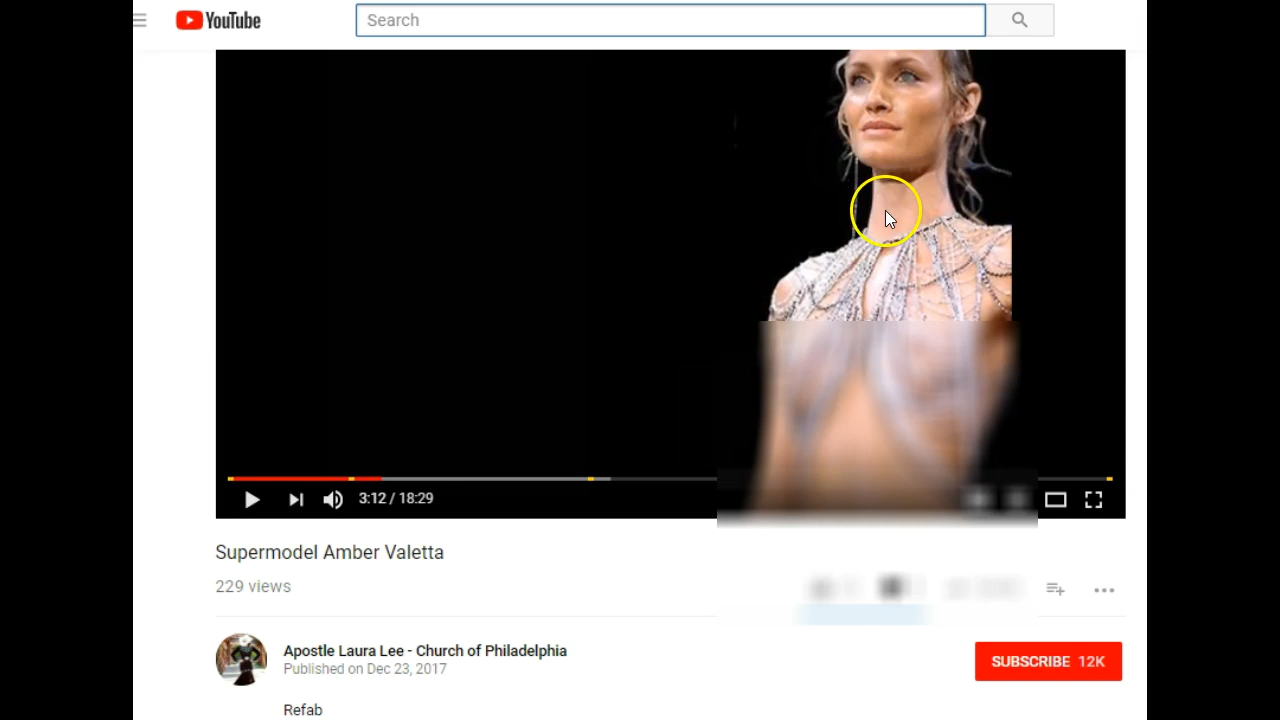 YouTube
Search
3:12 / 18:29
Supermodel Amber Valetta
229 views
Apostle Laura Lee - Church of Philadelphia
Published on Dec 23, 2017
SUBSCRIBE 12K
Refab